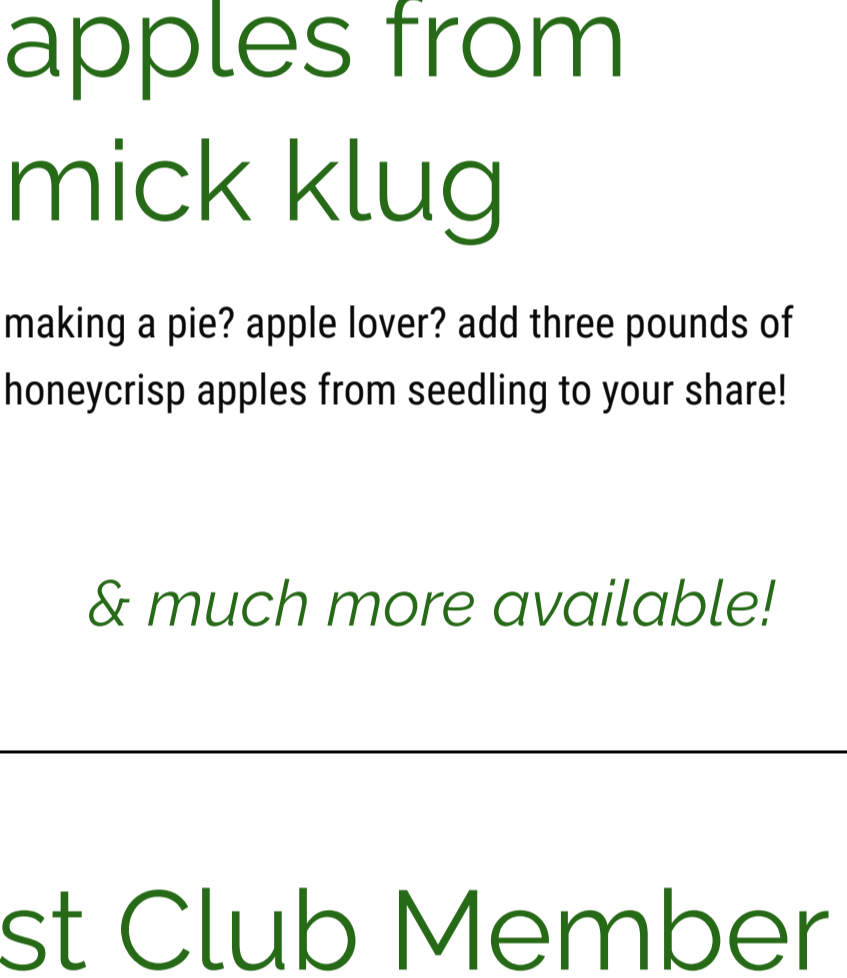 apples from
mick klug
making a pie? apple lover? add three pounds of
honeycrisp apples from seedling to your share!
& much more available!
st Club Member